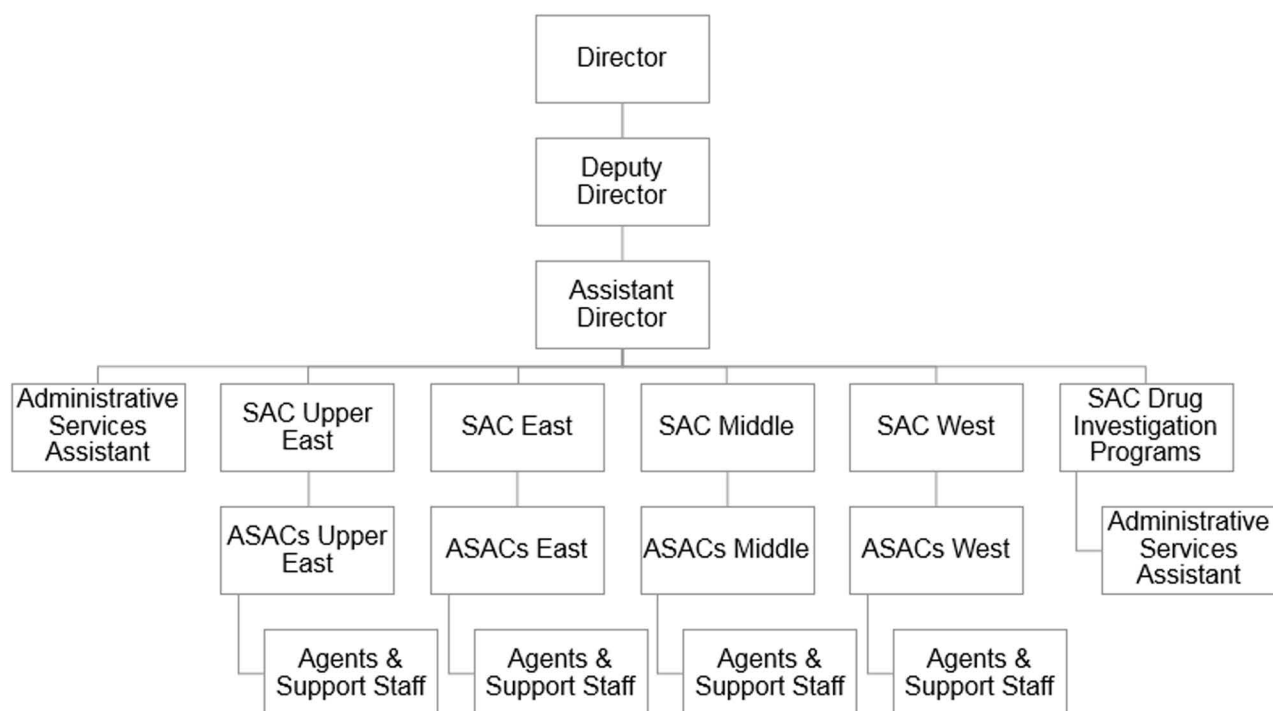 Director
Deputy
Director
Assistant
Director
Administrative
Services
Assistant
SAC Upper
East
SAC East
SAC Middle
SAC West
SAC Drug
Investigation
Programs
ASACs Upper
East
ASACs East
ASACs Middle
ASACs West
Administrative
Services
Assistant
Agents &
Support Staff
Agents &
Support Staff
Agents &
Support Staff
Agents &
Support Staff